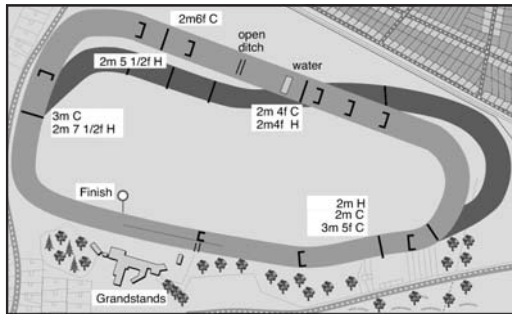 2m6f C
open
ditch
2m 5 1/2f H
water
2m 4f C
2m4f H
3m C
2m 7 1/2f H
Finish
2m H
2m C
3m 5f C
Grandstands